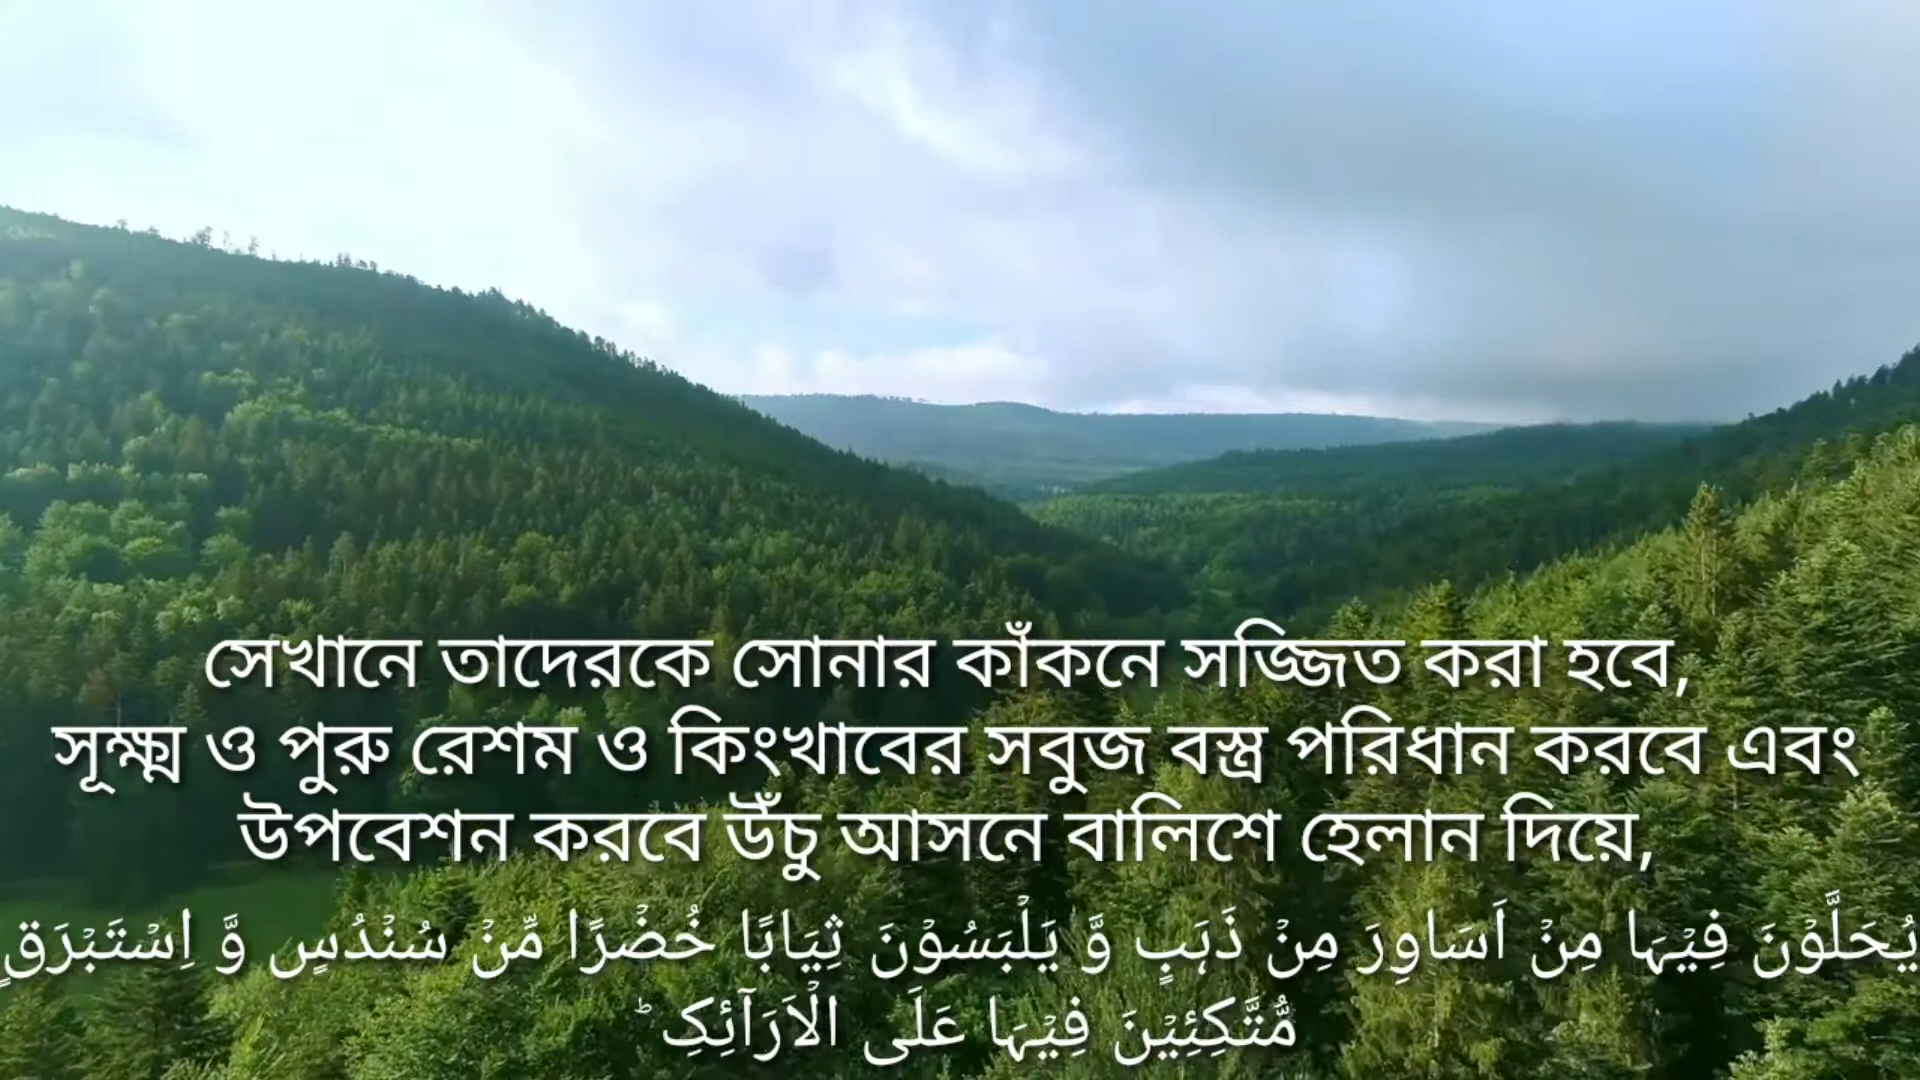 সেখানে তাদেরকে সোনার কাঁকনে সজ্জিত করা হবে,
সূক্ষ্ম ও পুরু রেশম ও কিংখাবের সবুজ বস্ত্র পরিধান করবে এবং
উপবেশন করবে উঁচু আসনে বালিশে হেলান দিয়ে,
یُحَلَّوۡنَ فِیۡہَا مِنۡ اَسَاوِرَ مِنۡ ذَہَبٍ وَّ یَلۡبَسُوۡنَ ثِیَابًا خُضۡرًا مِّنۡ سُنۡدُسٍ وَّ اِسۡتَبۡرَقٍ
مُّتَّکِئِیۡنَ فِیۡہَا عَلَی الۡاَرَآئِکِ ؕ